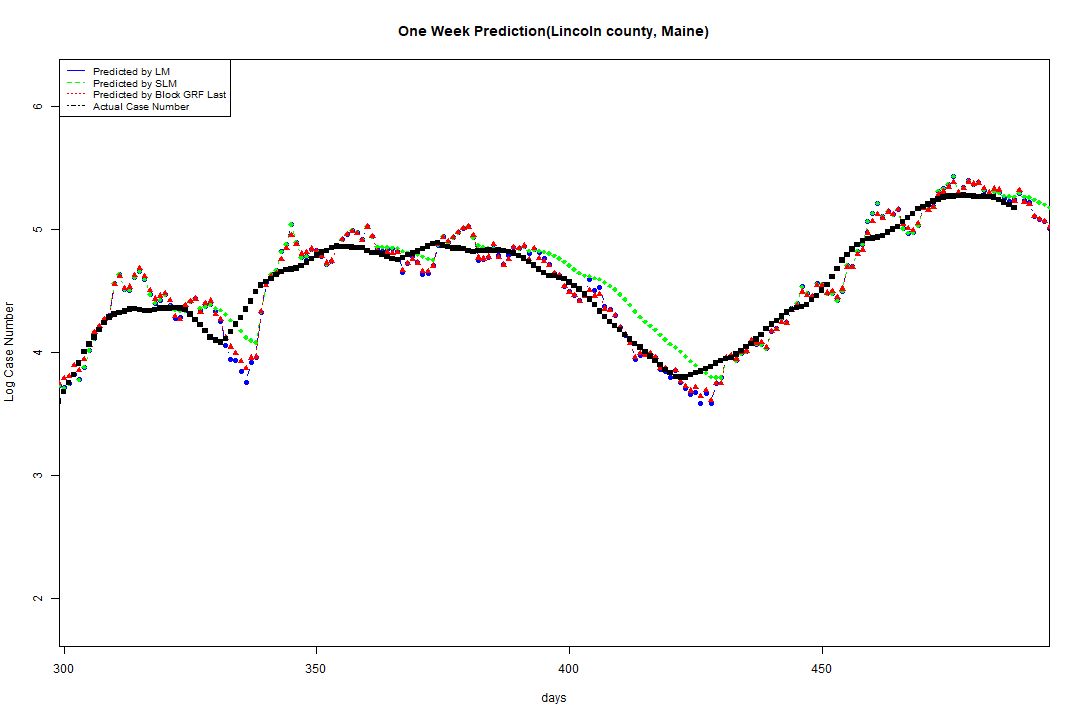 One Week Prediction(Lincoln county, Maine)
Predicted by LM
Predicted by SLM
Predicted by Block GRF Last
Actual Case Number
Log Case Number
6
5
4
3
2
300
350
400
450
days